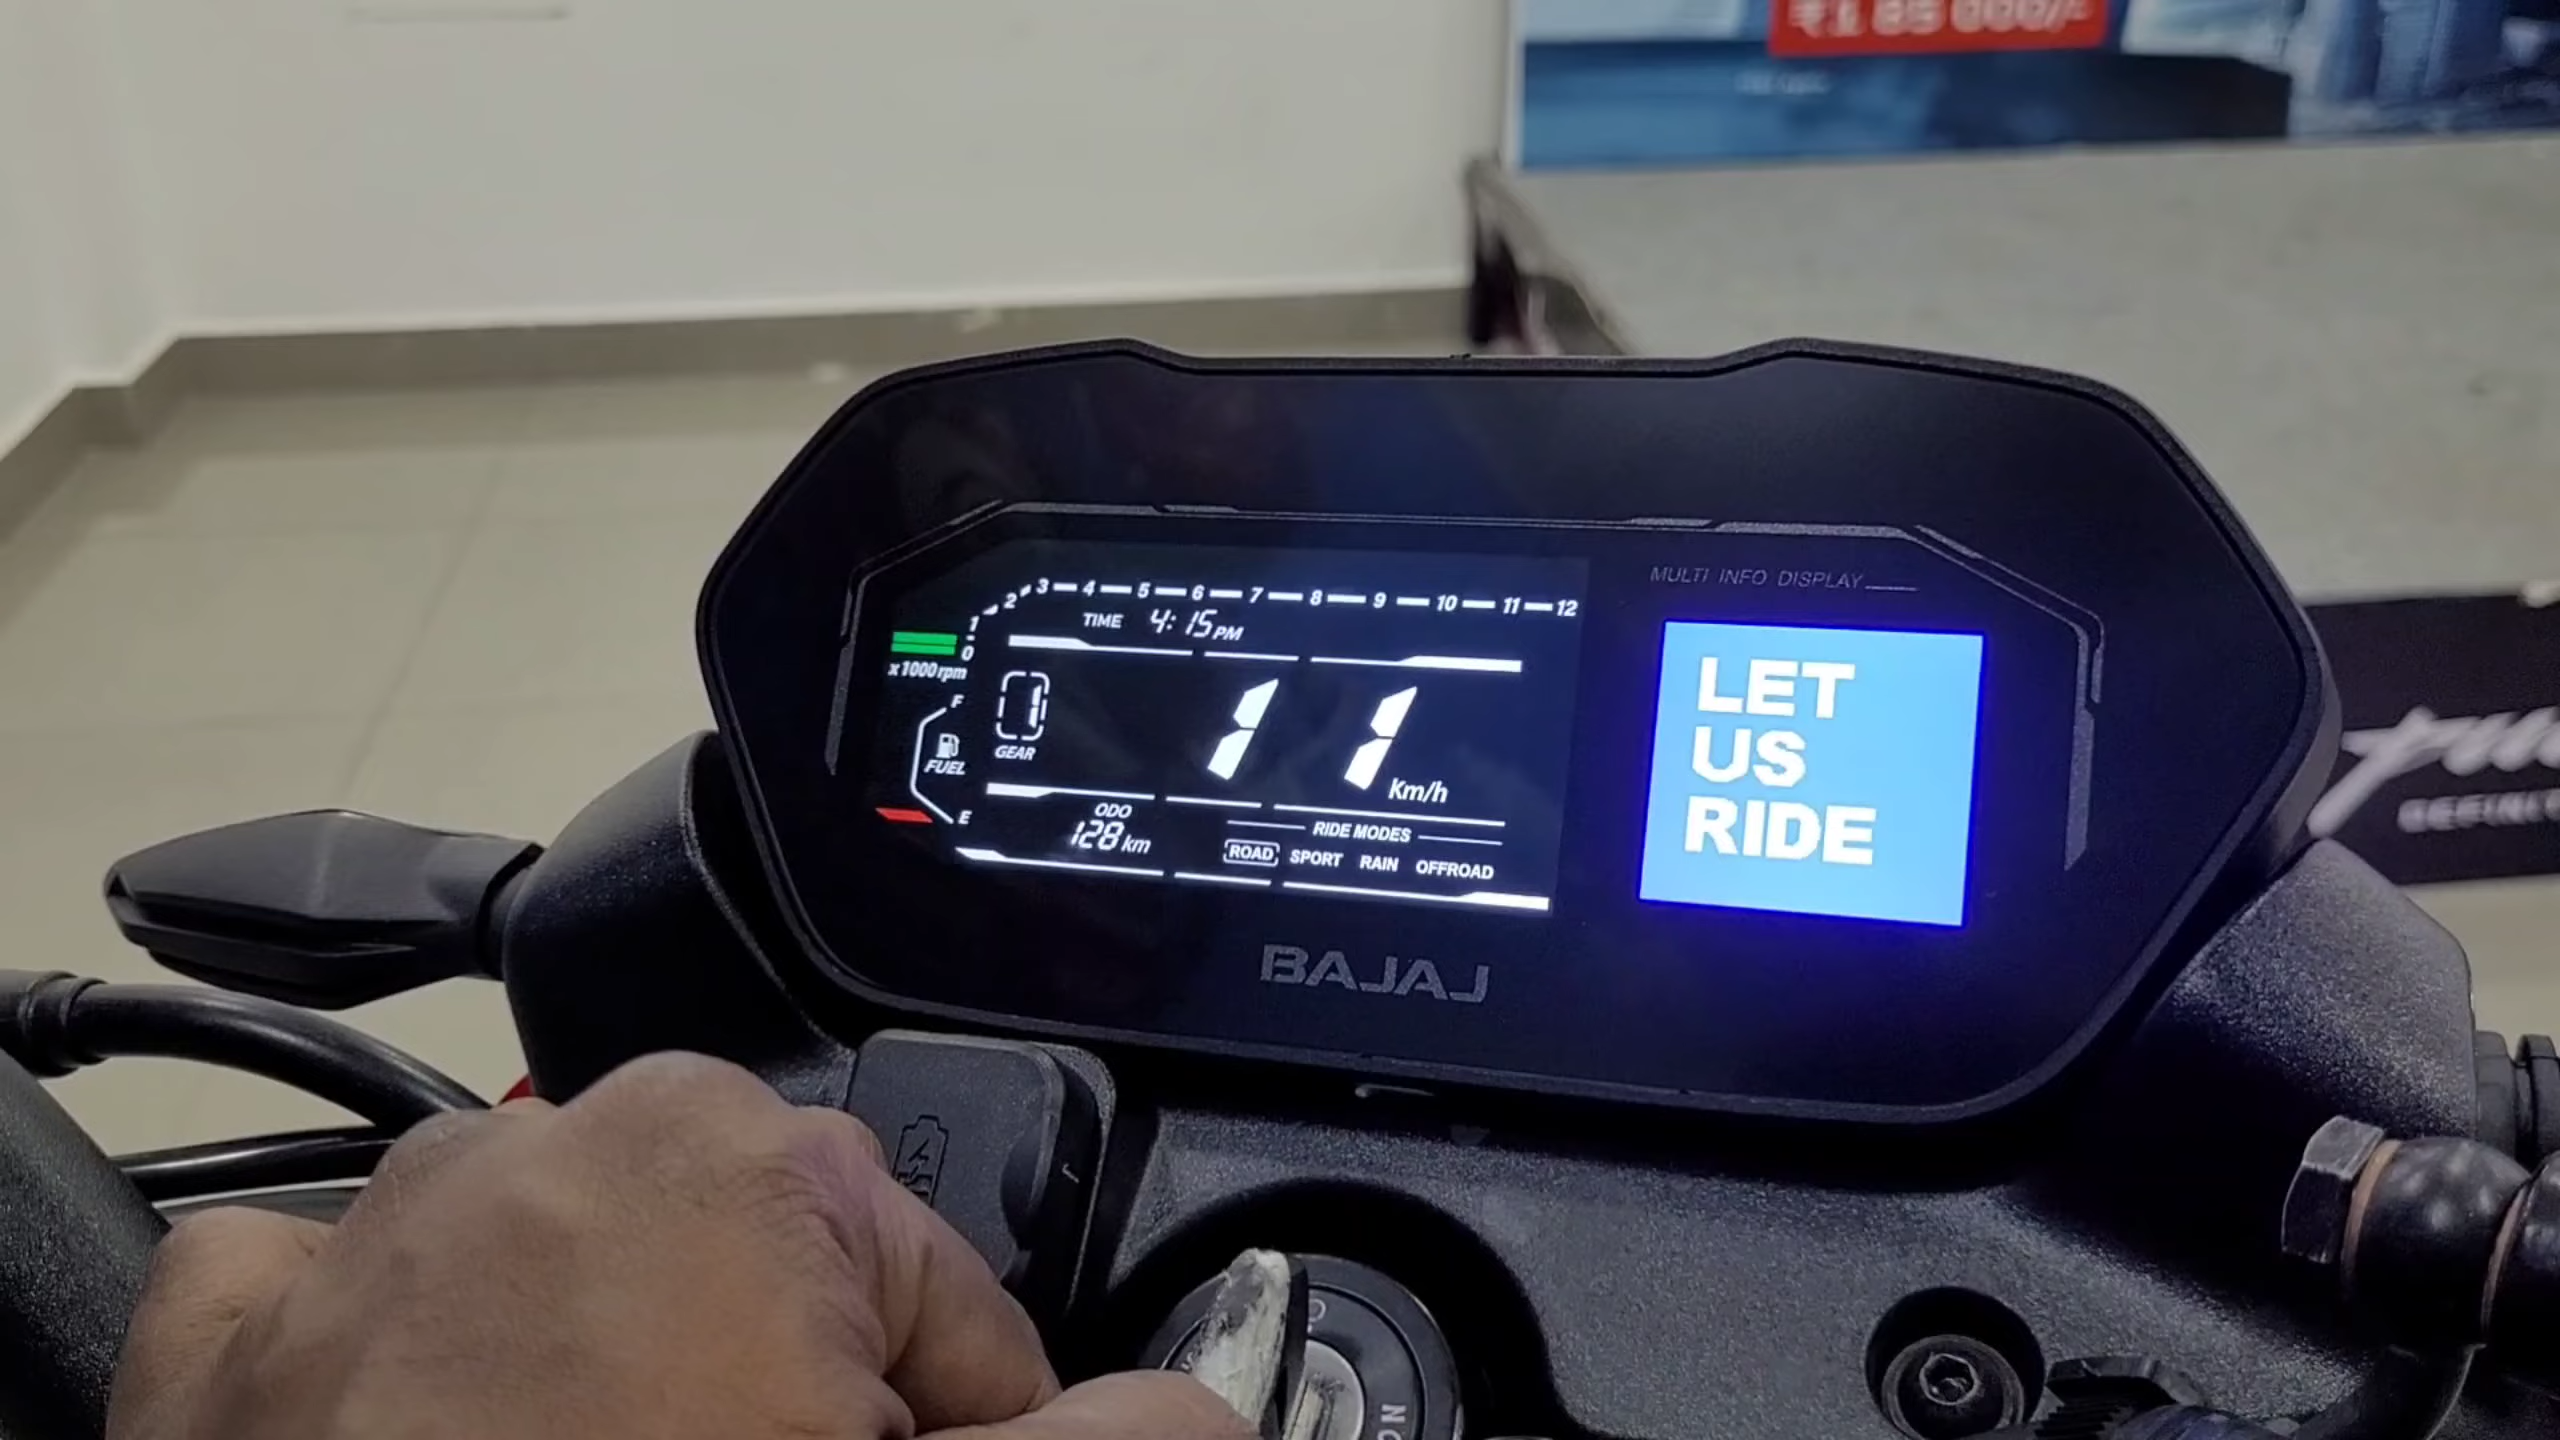 MULTI INFO DISPLAY
0 1 2 3 4 5 6 7 8 9 10 11 12
TIME 4:15 PM
x1000 rpm
F
FUEL
E
1
GEAR
11 Km/h
ODO
128 km
RIDE MODES
ROAD SPORT RAIN OFFROAD
LET
US
RIDE
BAJAJ